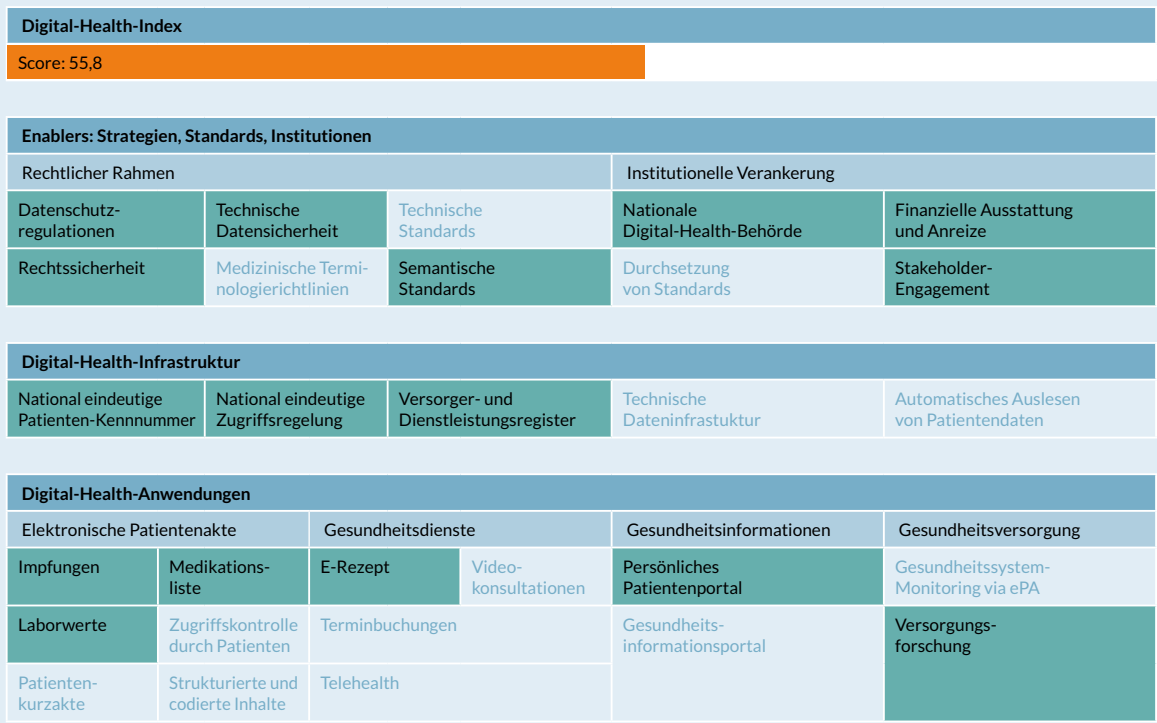 Digital-Health-Index
Score: 55,8
Enablers: Strategien, Standards, Institutionen
Rechtlicher Rahmen
Institutionelle Verankerung
Datenschutz-
regulationen
Technische
Datensicherheit
Technische
Standards
Nationale
Digital-Health-Behörde
Finanzielle Ausstattung
und Anreize
Rechtssicherheit
Medizinische Termi-
nologierichtlinien
Semantische
Standards
Durchsetzung
von Standards
Stakeholder-
Engagement
Digital-Health-Infrastruktur
National eindeutige
Patienten-Kennnummer
National eindeutige
Zugriffsregelung
Versorger- und
Dienstleistungsregister
Technische
Dateninfastuktur
Automatisches Auslesen
von Patientendaten
Digital-Health-Anwendungen
Elektronische Patientenakte
Gesundheitsdienste
Gesundheitsinformationen
Gesundheitsversorgung
Impfungen
Medikations-
liste
E-Rezept
Video-
konsultationen
Persönliches
Patientenportal
Gesundheitssystem-
Monitoring via ePA
Laborwerte
Zugriffskontrolle
durch Patienten
Terminbuchungen
Gesundheits-
informationsportal
Versorgungs-
forschung
Patienten-
kurzakte
Strukturierte und
codierte Inhalte
Telehealth